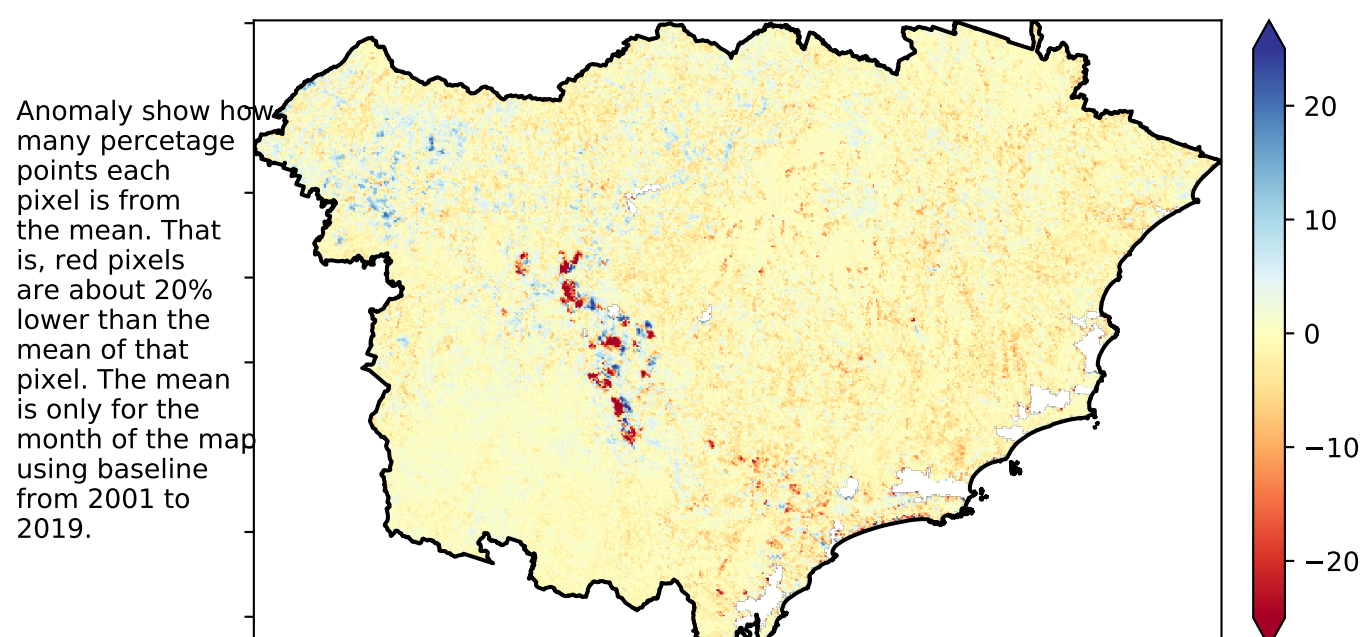 Anomaly show how
many percetage
points each
pixel is from
the mean. That
is, red pixels
are about 20%
lower than the
mean of that
pixel. The mean
is only for the
month of the map
using baseline
from 2001 to
2019.
20
10
0
−10
−20